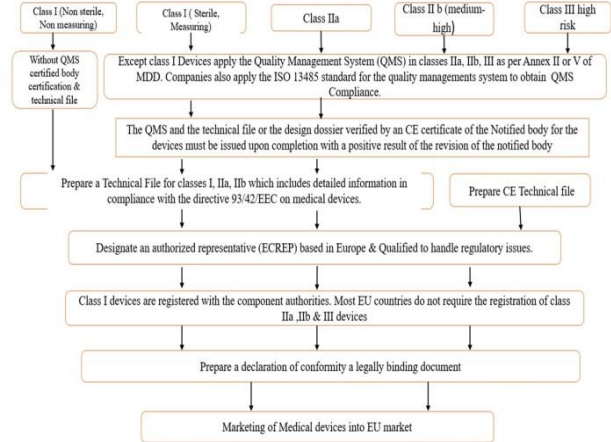 Class I (Non sterile,
Non measuring)
Class I ( Sterile,
Measuring)
Class IIa
Class II b (medium-
high)
Class III high
risk
Without QMS
certified body
certification &
technical file
Except class I Devices apply the Quality Management System (QMS) in classes IIa, IIb, III as per Annex II or V of
MDD. Companies also apply the ISO 13485 standard for the quality managements system to obtain QMS
Compliance.
The QMS and the technical file or the design dossier verified by an CE certificate of the Notified body for the
devices must be issued upon completion with a positive result of the revision of the notified body
Prepare a Technical File for classes I, IIa, IIb which includes detailed information in
compliance with the directive 93/42/EEC on medical devices.
Prepare CE Technical file
Designate an authorized representative (ECREP) based in Europe & Qualified to handle regulatory issues.
Class I devices are registered with the component authorities. Most EU countries do not require the registration of class
IIa ,IIb & III devices
Prepare a declaration of conformity a legally binding document
Marketing of Medical devices into EU market